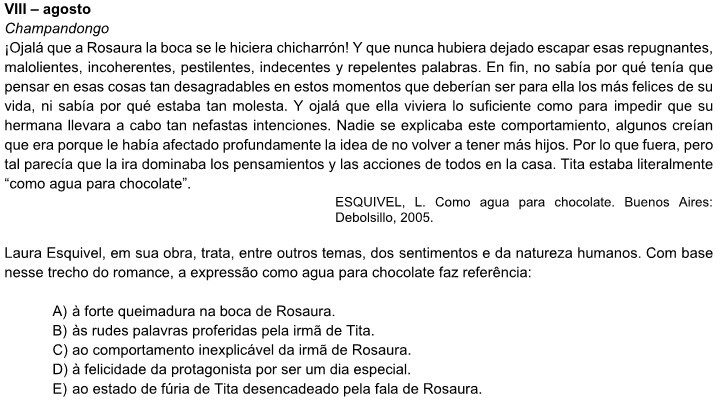 VIII – agosto
Champandongo
¡Ojalá que a Rosaura la boca se le hiciera chicharrón! Y que nunca hubiera dejado escapar esas repugnantes,
malolientes, incoherentes, pestilentes, indecentes y repelentes palabras. En fin, no sabía por qué tenía que
pensar en esas cosas tan desagradables en estos momentos que deberían ser para ella los más felices de su
vida, ni sabía por qué estaba tan molesta. Y ojalá que ella viviera lo suficiente como para impedir que su
hermana llevara a cabo tan nefastas intenciones. Nadie se explicaba este comportamiento, algunos creían
que era porque le había afectado profundamente la idea de no volver a tener más hijos. Por lo que fuera, pero
tal parecía que la ira dominaba los pensamientos y las acciones de todos en la casa. Tita estaba literalmente
“como agua para chocolate”.
ESQUIVEL, L. Como agua para chocolate. Buenos Aires:
Debolsillo, 2005.
Laura Esquivel, em sua obra, trata, entre outros temas, dos sentimentos e da natureza humanos. Com base
nesse trecho do romance, a expressão como agua para chocolate faz referência:
A) à forte queimadura na boca de Rosaura.
B) às rudes palavras proferidas pela irmã de Tita.
C) ao comportamento inexplicável da irmã de Rosaura.
D) à felicidade da protagonista por ser um dia especial.
E) ao estado de fúria de Tita desencadeado pela fala de Rosaura.